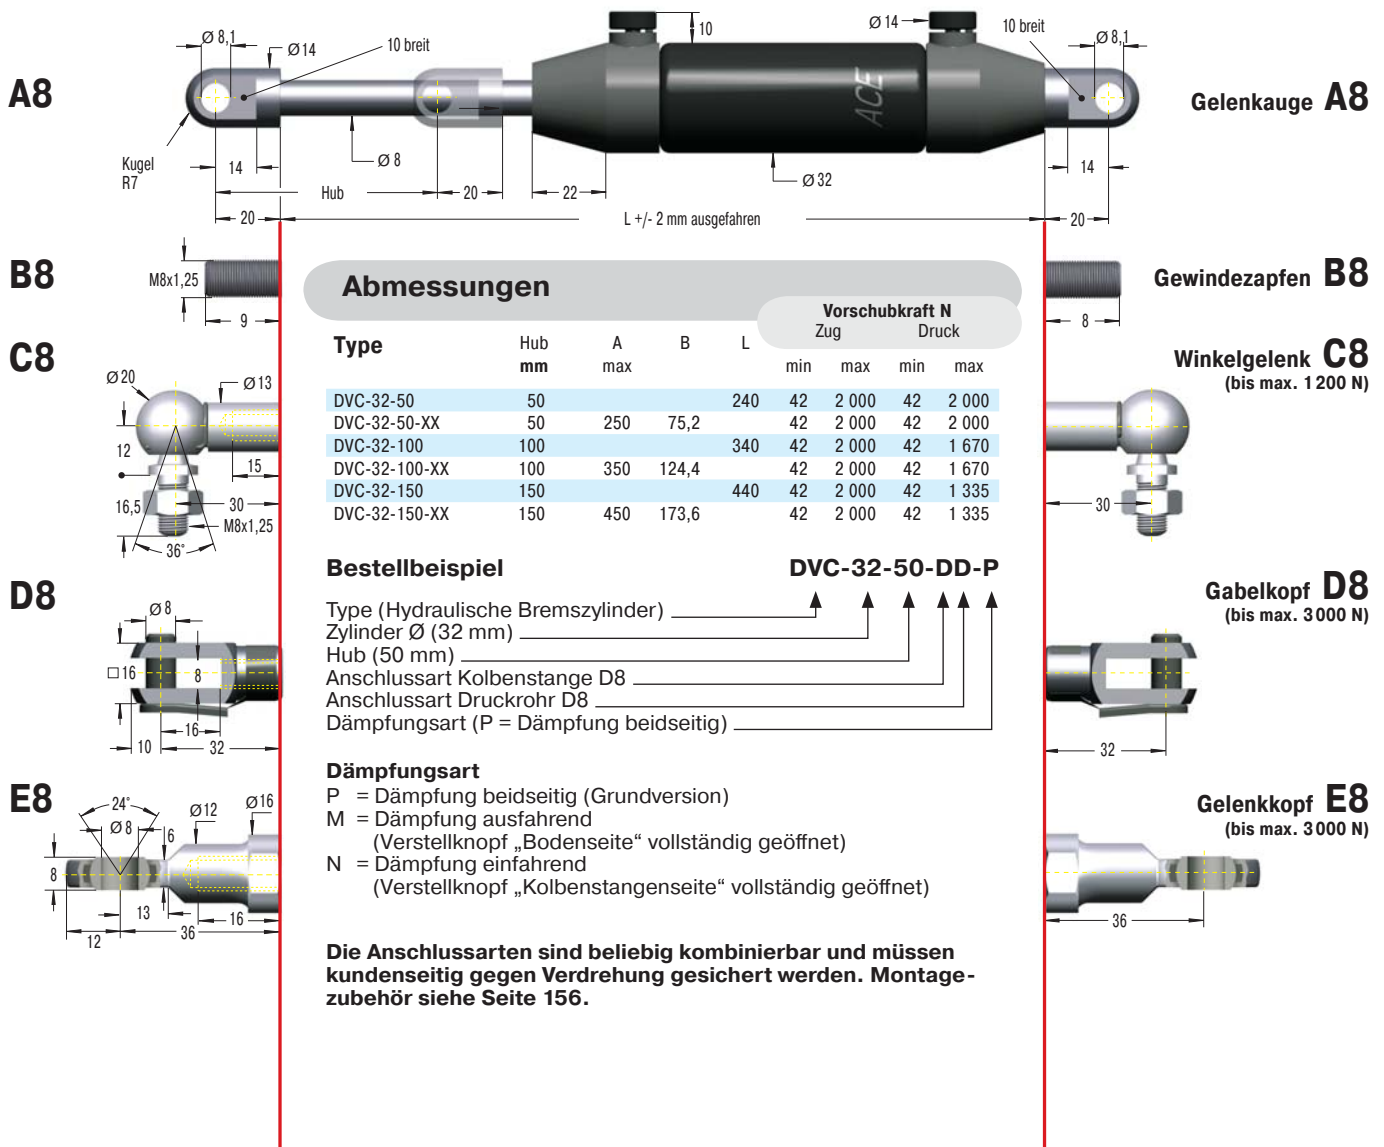 Ø 8,1
Ø 14
10 breit
10
Ø 14
10 breit
Ø 8,1
A8
ACE
Gelenkauge A8
Kugel
R7
14
Ø 8
Hub
20
22
Ø 32
14
20
L +/- 2 mm ausgefahren
20
B8
M8x1,25
9
Gewindezapfen B8
8
Abmessungen
Vorschubkraft N
Type Hub A B L Zug Druck
mm max min max min max
DVC-32-50 50 240 42 2 000 42 2 000
DVC-32-50-XX 50 250 75,2 42 2 000 42 2 000
DVC-32-100 100 340 42 2 000 42 1 670
DVC-32-100-XX 100 350 124,4 42 2 000 42 1 670
DVC-32-150 150 440 42 2 000 42 1 335
DVC-32-150-XX 150 450 173,6 42 2 000 42 1 335
C8
Ø 20
Ø 13
12
15
16,5
30
M8x1,25
36°
Winkelgelenk C8
(bis max. 1 200 N)
30
Bestellbeispiel DVC-32-50-DD-P
Type (Hydraulische Bremszylinder)
Zylinder Ø (32 mm)
Hub (50 mm)
Anschlussart Kolbenstange D8
Anschlussart Druckrohr D8
Dämpfungsart (P = Dämpfung beidseitig)
D8
Ø 8
□ 16
8
16
10
32
Gabelkopf D8
(bis max. 3 000 N)
32
Dämpfungsart
P = Dämpfung beidseitig (Grundversion)
M = Dämpfung ausfahrend
(Verstellknopf „Bodenseite“ vollständig geöffnet)
N = Dämpfung einfahrend
(Verstellknopf „Kolbenstangenseite“ vollständig geöffnet)
E8
24°
Ø 8
6
Ø 12
Ø 16
8
13
16
12
36
Gelenkkopf E8
(bis max. 3 000 N)
36
Die Anschlussarten sind beliebig kombinierbar und müssen
kundenseitig gegen Verdrehung gesichert werden. Montage-
zubehör siehe Seite 156.